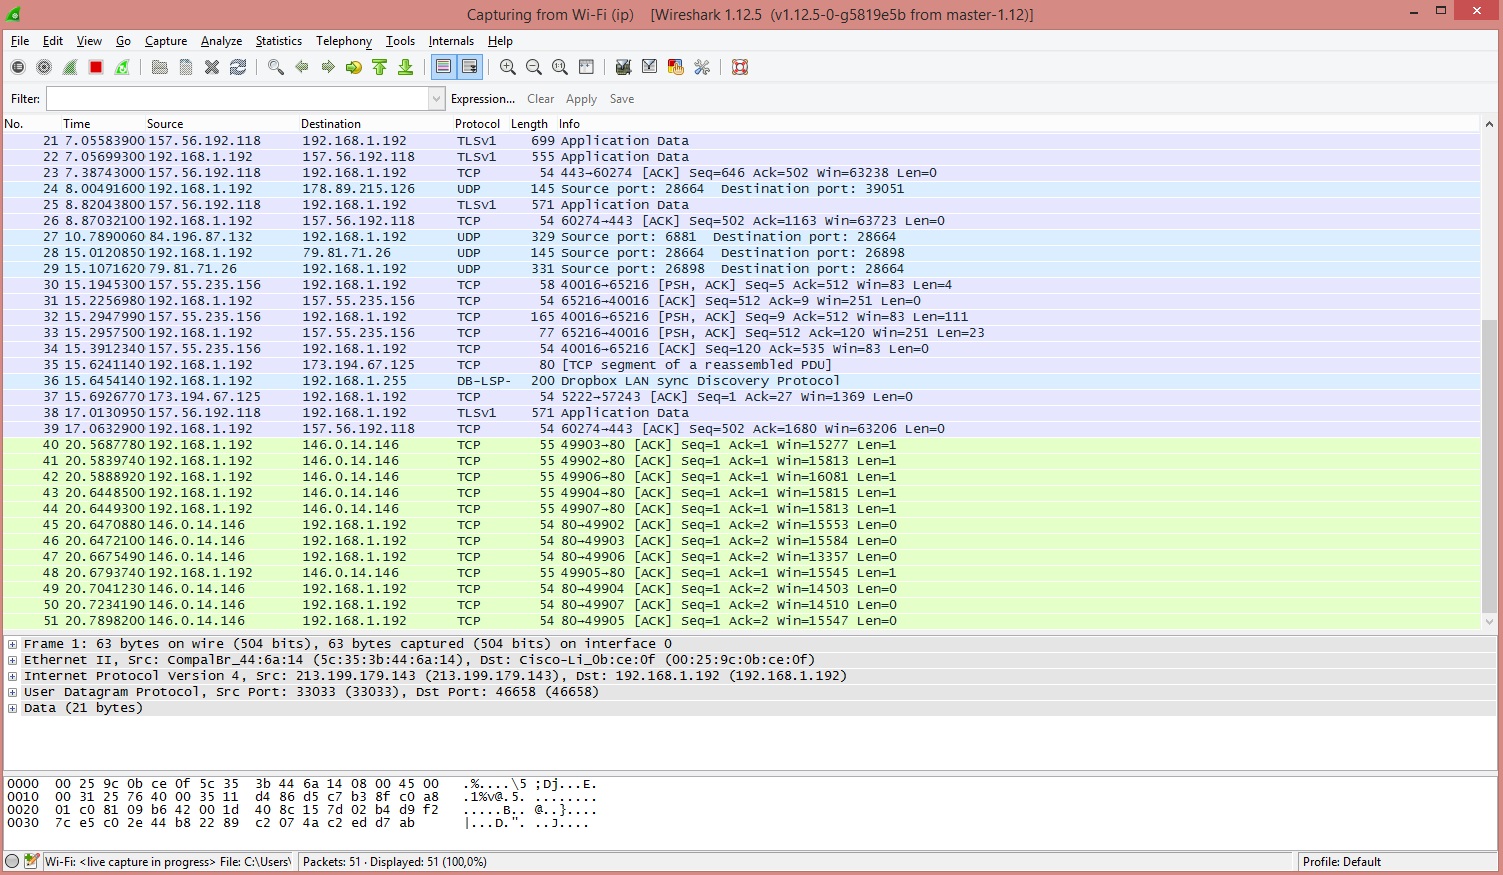 Capturing from Wi-Fi (ip) [Wireshark 1.12.5 (v1.12.5-0-g5819e5b from master-1.12)]
File Edit View Go Capture Analyze Statistics Telephony Tools Internals Help
Filter: Expression... Clear Apply Save
No. Time Source Destination Protocol Length Info
21 7.05583900 157.56.192.118 192.168.1.192 TLSv1 699 Application Data
22 7.05699300 192.168.1.192 157.56.192.118 TLSv1 555 Application Data
23 7.38743000 157.56.192.118 192.168.1.192 TCP 54 443→60274 [ACK] Seq=646 Ack=502 Win=63238 Len=0
24 8.00491600 192.168.1.192 178.89.215.126 UDP 145 Source port: 28664 Destination port: 39051
25 8.82043800 157.56.192.118 192.168.1.192 TLSv1 571 Application Data
26 8.87032100 192.168.1.192 157.56.192.118 TCP 54 60274→443 [ACK] Seq=502 Ack=1163 Win=63723 Len=0
27 10.7890060 84.196.87.132 192.168.1.192 UDP 329 Source port: 6881 Destination port: 28664
28 15.0120850 192.168.1.192 79.81.71.26 UDP 145 Source port: 28664 Destination port: 26898
29 15.1071620 79.81.71.26 192.168.1.192 UDP 331 Source port: 26898 Destination port: 28664
30 15.1945300 157.55.235.156 192.168.1.192 TCP 58 40016→65216 [PSH, ACK] Seq=5 Ack=512 Win=83 Len=4
31 15.2256980 192.168.1.192 157.55.235.156 TCP 54 65216→40016 [ACK] Seq=512 Ack=9 Win=251 Len=0
32 15.2947990 157.55.235.156 192.168.1.192 TCP 165 40016→65216 [PSH, ACK] Seq=9 Ack=512 Win=83 Len=111
33 15.2957500 192.168.1.192 157.55.235.156 TCP 77 65216→40016 [PSH, ACK] Seq=512 Ack=120 Win=251 Len=23
34 15.3912340 157.55.235.156 192.168.1.192 TCP 54 40016→65216 [ACK] Seq=120 Ack=535 Win=83 Len=0
35 15.6241140 192.168.1.192 173.194.67.125 TCP 80 [TCP segment of a reassembled PDU]
36 15.6454140 192.168.1.192 192.168.1.255 DB-LSP- 200 Dropbox LAN sync Discovery Protocol
37 15.6926770 173.194.67.125 192.168.1.192 TCP 54 5222→57243 [ACK] Seq=1 Ack=27 Win=1369 Len=0
38 17.0130950 157.56.192.118 192.168.1.192 TLSv1 571 Application Data
39 17.0632900 192.168.1.192 157.56.192.118 TCP 54 60274→443 [ACK] Seq=502 Ack=1680 Win=63206 Len=0
40 20.5687780 192.168.1.192 146.0.14.146 TCP 55 49903→80 [ACK] Seq=1 Ack=1 Win=15277 Len=1
41 20.5839740 192.168.1.192 146.0.14.146 TCP 55 49902→80 [ACK] Seq=1 Ack=1 Win=15813 Len=1
42 20.5888920 192.168.1.192 146.0.14.146 TCP 55 49906→80 [ACK] Seq=1 Ack=1 Win=16081 Len=1
43 20.6448500 192.168.1.192 146.0.14.146 TCP 55 49904→80 [ACK] Seq=1 Ack=1 Win=15815 Len=1
44 20.6449300 192.168.1.192 146.0.14.146 TCP 55 49907→80 [ACK] Seq=1 Ack=1 Win=15813 Len=1
45 20.6470880 146.0.14.146 192.168.1.192 TCP 54 80→49902 [ACK] Seq=1 Ack=2 Win=15553 Len=0
46 20.6472100 146.0.14.146 192.168.1.192 TCP 54 80→49903 [ACK] Seq=1 Ack=2 Win=15584 Len=0
47 20.6675490 146.0.14.146 192.168.1.192 TCP 54 80→49906 [ACK] Seq=1 Ack=2 Win=13357 Len=0
48 20.6793740 192.168.1.192 146.0.14.146 TCP 55 49905→80 [ACK] Seq=1 Ack=1 Win=15545 Len=1
49 20.7041230 146.0.14.146 192.168.1.192 TCP 54 80→49904 [ACK] Seq=1 Ack=2 Win=14503 Len=0
50 20.7234190 146.0.14.146 192.168.1.192 TCP 54 80→49907 [ACK] Seq=1 Ack=2 Win=14510 Len=0
51 20.7898200 146.0.14.146 192.168.1.192 TCP 54 80→49905 [ACK] Seq=1 Ack=2 Win=15547 Len=0
Frame 1: 63 bytes on wire (504 bits), 63 bytes captured (504 bits) on interface 0
Ethernet II, Src: CompalBr_44:6a:14 (5c:35:3b:44:6a:14), Dst: Cisco-Li_0b:ce:0f (00:25:9c:0b:ce:0f)
Internet Protocol Version 4, Src: 213.199.179.143 (213.199.179.143), Dst: 192.168.1.192 (192.168.1.192)
User Datagram Protocol, Src Port: 33033 (33033), Dst Port: 46658 (46658)
Data (21 bytes)
0000 00 25 9c 0b ce 0f 5c 35 3b 44 6a 14 08 00 45 00 .%....\5 ;Dj...E.
0010 00 31 25 76 40 00 35 11 d4 86 d5 c7 b3 8f c0 a8 .1%v@.5. ........
0020 01 c0 81 09 b6 42 00 1d 40 8c 15 7d 02 b4 d9 f2 .....B.. @..}....
0030 7c e5 c0 2e 44 b8 22 89 c2 07 4a c2 ed d7 ab |...D.". ..J....
Wi-Fi: <live capture in progress> File: C:\Users\ Packets: 51 · Displayed: 51 (100,0%) Profile: Default